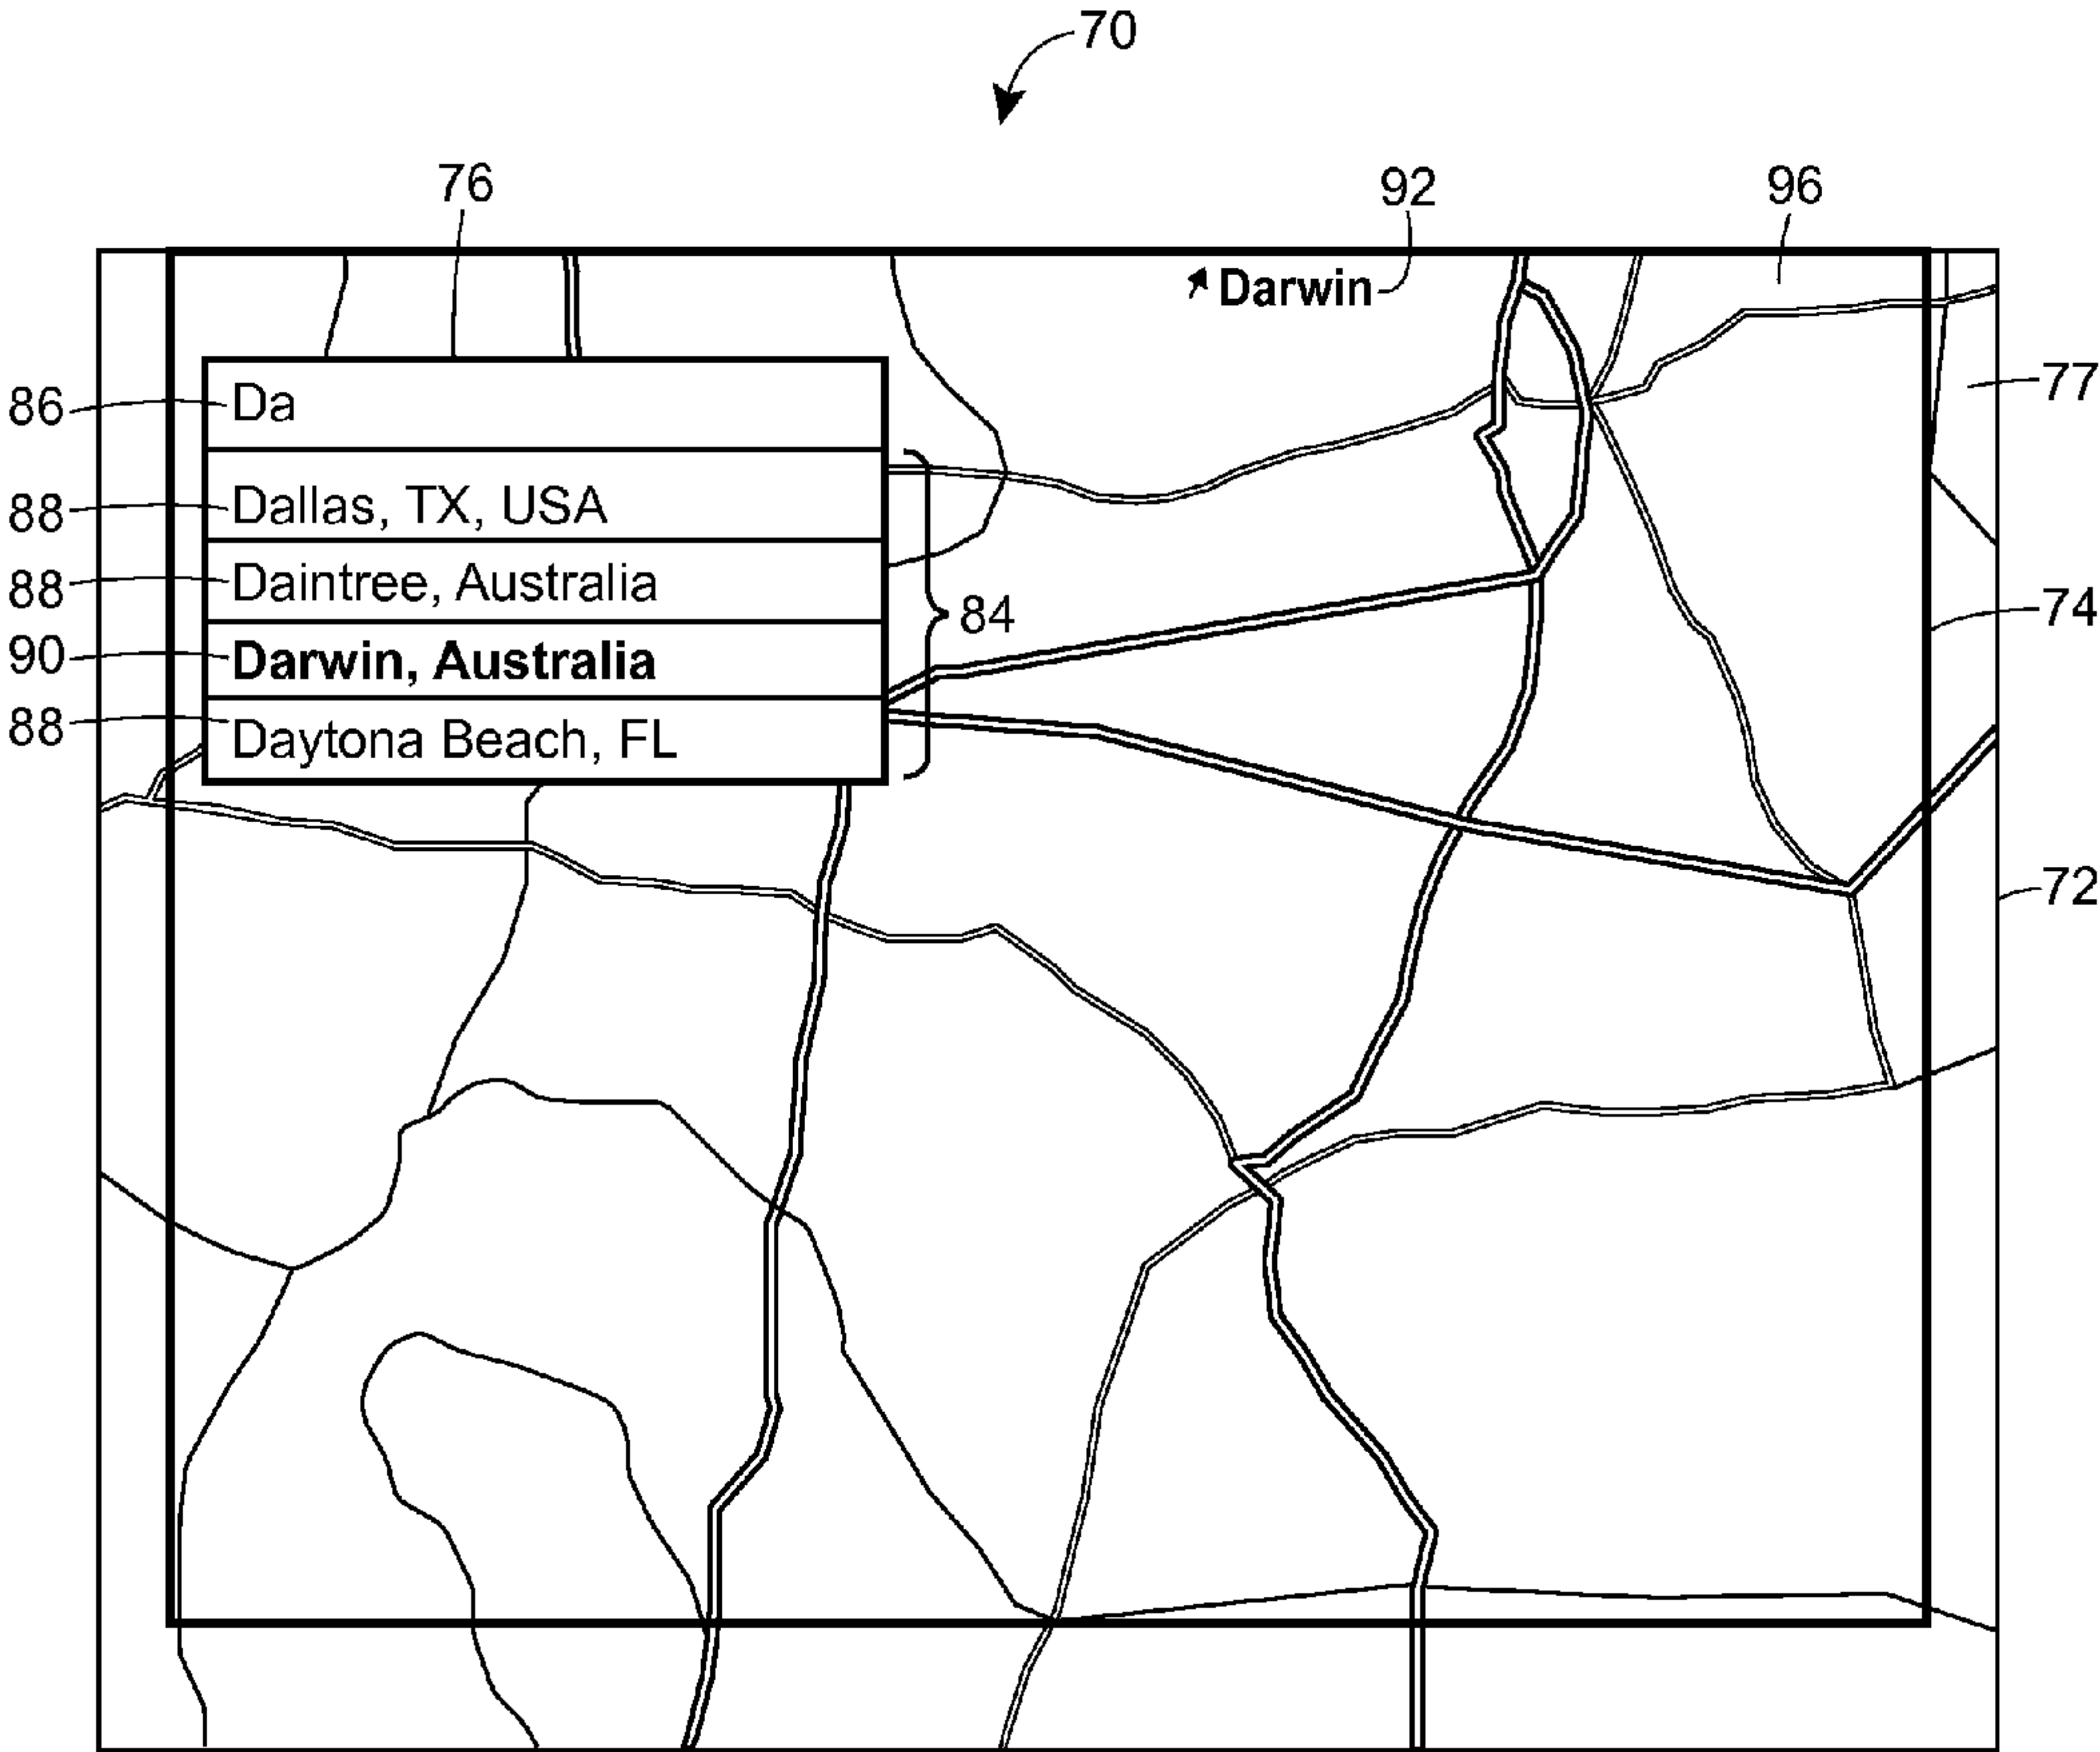 70
76
92
96
Darwin
77
86
Da
88
Dallas, TX, USA
88
Daintree, Australia
84
74
90
Darwin, Australia
88
Daytona Beach, FL
72